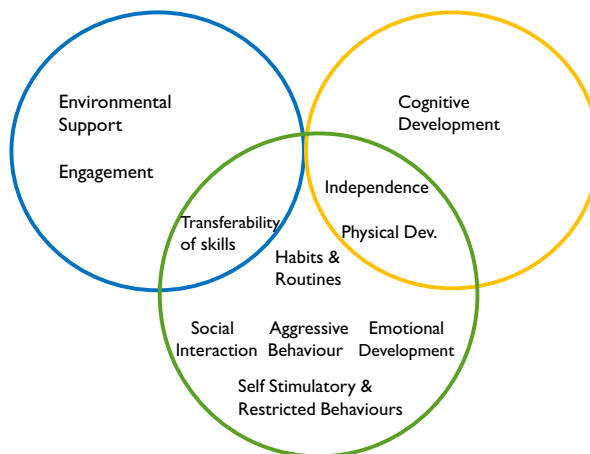 Environmental
Support
Engagement
Cognitive
Development
Independence
Physical Dev.
Transferability
of skills
Habits &
Routines
Social
Interaction
Aggressive
Behaviour
Emotional
Development
Self Stimulatory &
Restricted Behaviours